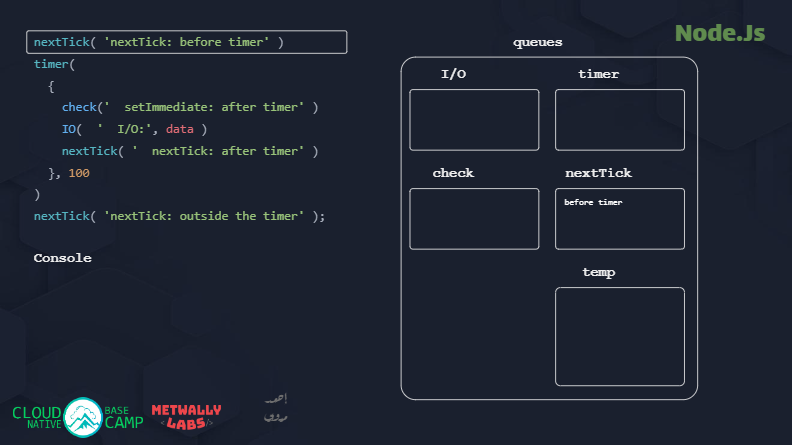 nextTick( 'nextTick: before timer' )
timer(
{
check('  setImmediate: after timer' )
IO(  '  I/O:', data )
nextTick( '  nextTick: after timer' )
}, 100
)
nextTick( 'nextTick: outside the timer' );
Console
Node.Js
queues
I/O
timer
check
nextTick
before timer
temp
CLOUD NATIVE
BASE CAMP
METWALLY
<LABS/>
احمد